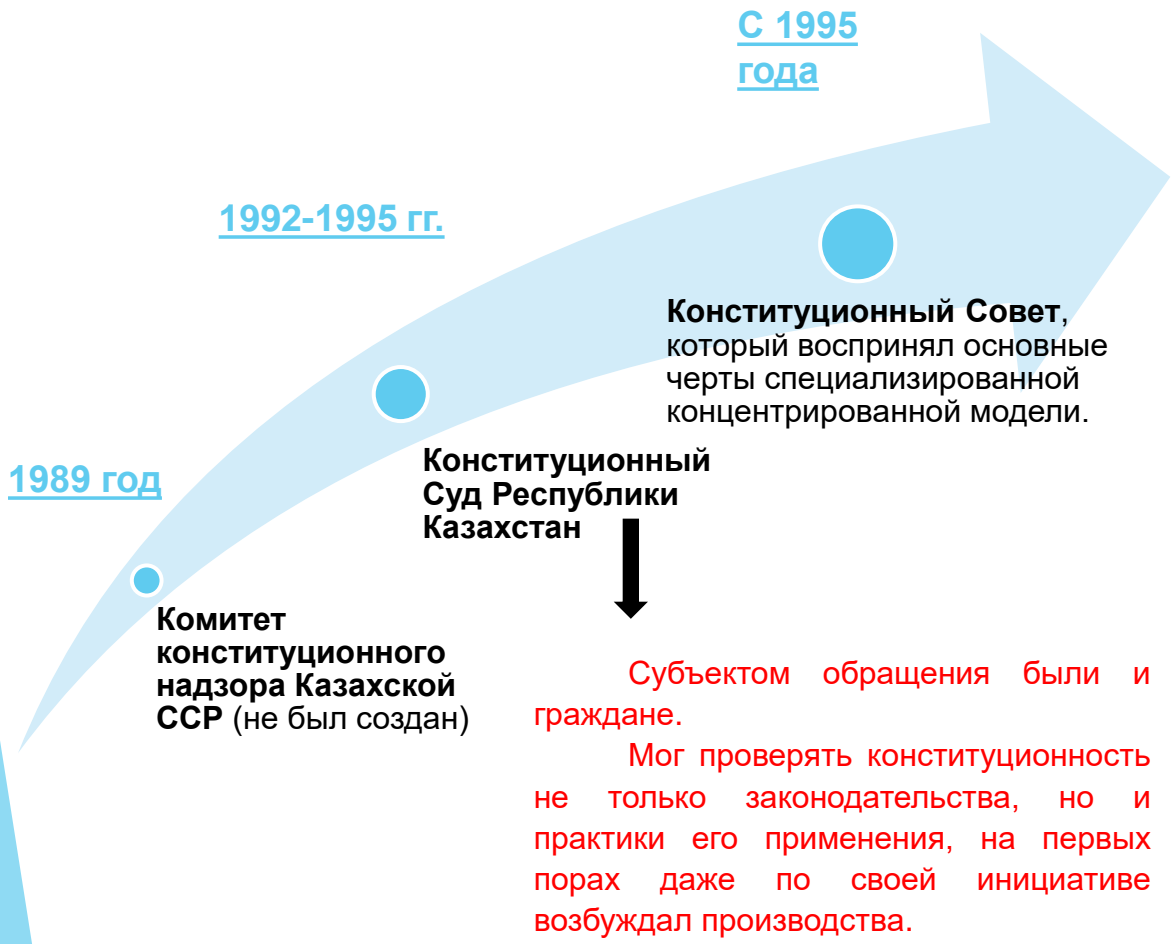 1989 год
Комитет
конституционного
надзора Казахской
ССР (не был создан)
1992-1995 гг.
Конституционный
Суд Республики
Казахстан
Субъектом обращения были и
граждане.
Мог проверять конституционность
не только законодательства, но и
практики его применения, на первых
порах даже по своей инициативе
возбуждал производства.
С 1995
года
Конституционный Совет,
который воспринял основные
черты специализированной
концентрированной модели.